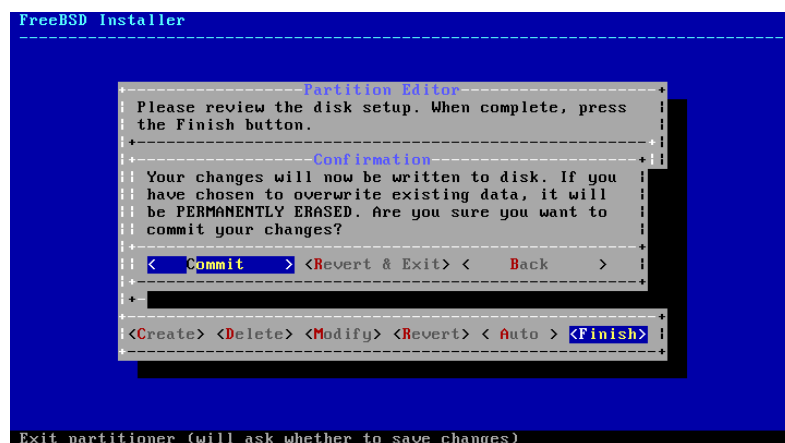 FreeBSD Installer
Partition Editor
Please review the disk setup. When complete, press
the Finish button.
Confirmation
Your changes will now be written to disk. If you
have chosen to overwrite existing data, it will
be PERMANENTLY ERASED. Are you sure you want to
commit your changes?
< Commit > <Revert & Exit> < Back >
<Create> <Delete> <Modify> <Revert> < Auto > <Finish>
Exit partitioner (will ask whether to save changes)